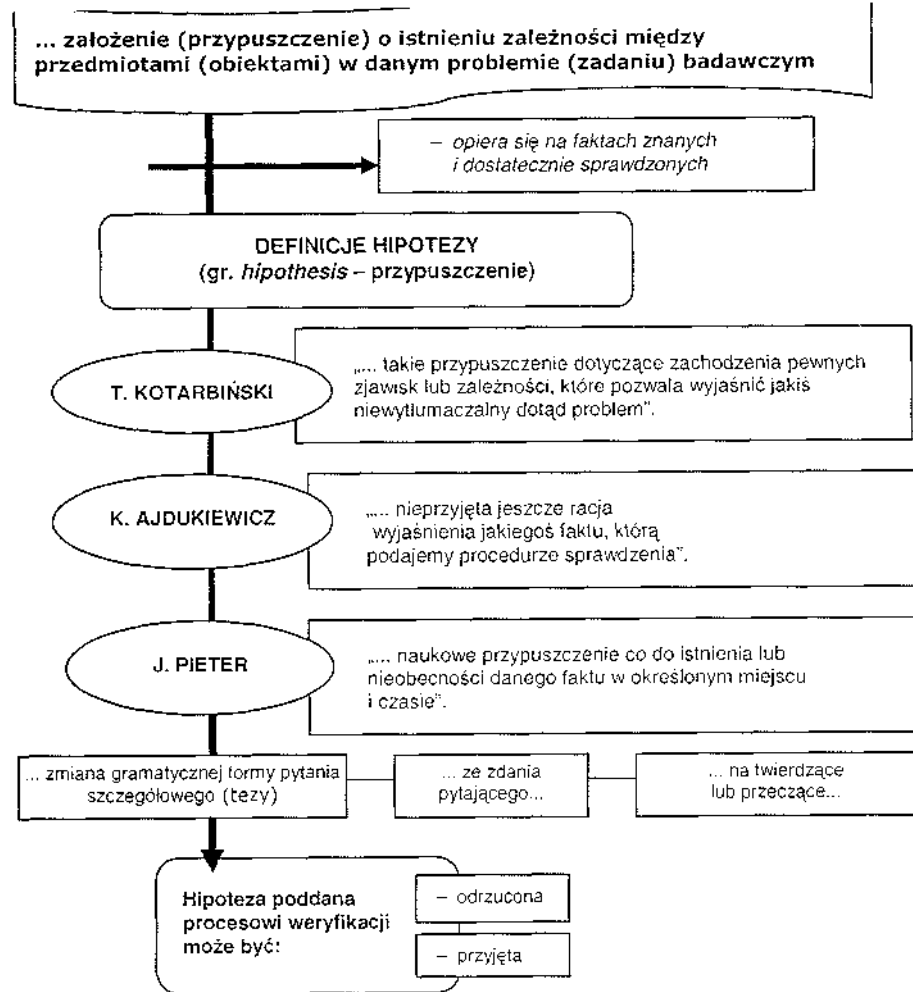 ... założenie (przypuszczenie) o istnieniu zależności między
przedmiotami (obiektami) w danym problemie (zadaniu) badawczym
– opiera się na faktach znanych
i dostatecznie sprawdzonych
DEFINICJE HIPOTEZY
(gr. hipothesis – przypuszczenie)
T. KOTARBIŃSKI
„... takie przypuszczenie dotyczące zachodzenia pewnych
zjawisk lub zależności, które pozwala wyjaśnić jakiś
niewytłumaczalny dotąd problem”.
K. AJDUKIEWICZ
„... nieprzyjęta jeszcze racja
wyjaśnienia jakiegoś faktu, którą
podajemy procedurze sprawdzenia”.
J. PIETER
„... naukowe przypuszczenie co do istnienia lub
nieobecności danego faktu w określonym miejscu
i czasie”.
... zmiana gramatycznej formy pytania
szczegółowego (tezy)
... ze zdania
pytającego...
... na twierdzące
lub przeczące...
Hipoteza poddana
procesowi weryfikacji
może być:
– odrzucona
– przyjęta